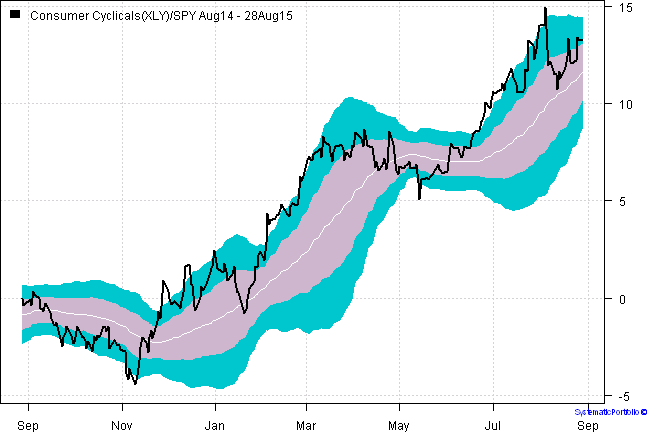 Consumer Cyclicals(XLY)/SPY Aug14 - 28Aug15
15
10
5
0
-5
Sep Nov Jan Mar May Jul Sep
SystematicPortfolio ©